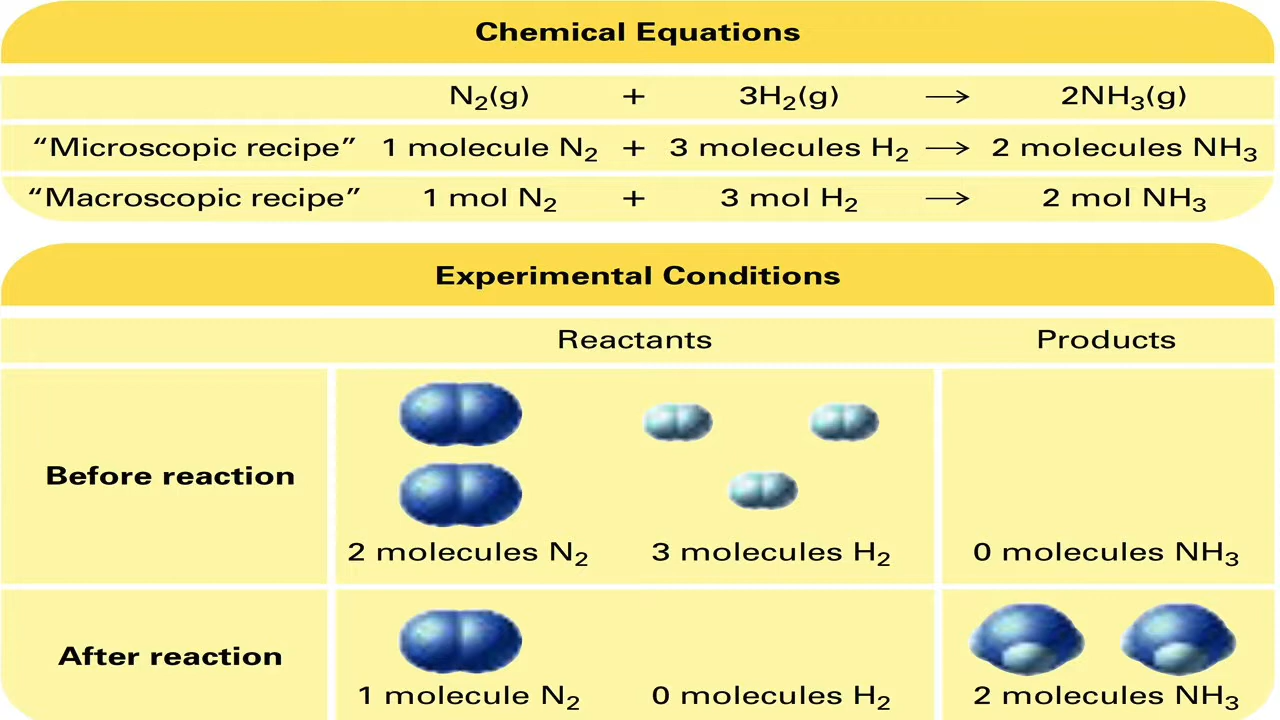 Chemical Equations
N₂(g) + 3H₂(g) → 2NH₃(g)
“Microscopic recipe” 1 molecule N₂ + 3 molecules H₂ → 2 molecules NH₃
“Macroscopic recipe” 1 mol N₂ + 3 mol H₂ → 2 mol NH₃
Experimental Conditions
Reactants Products
Before reaction
2 molecules N₂ 3 molecules H₂ 0 molecules NH₃
After reaction
1 molecule N₂ 0 molecules H₂ 2 molecules NH₃